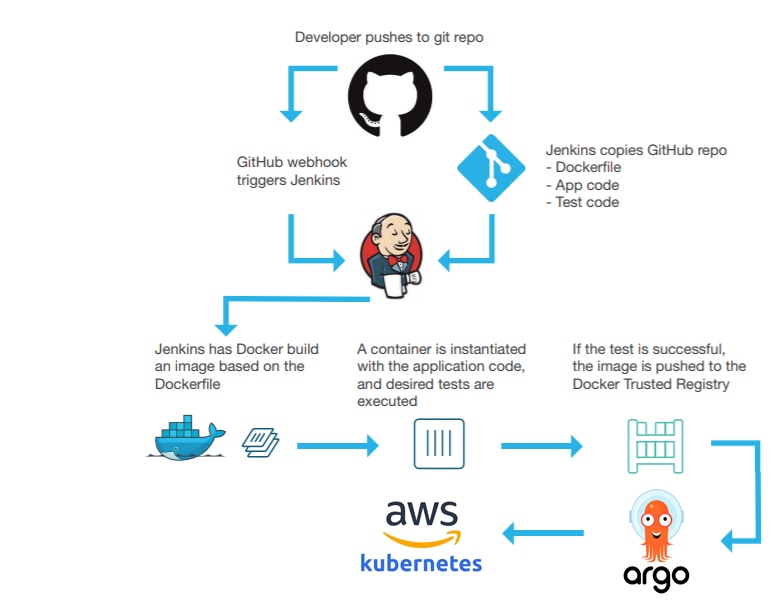 Developer pushes to git repo
GitHub webhook
triggers Jenkins
Jenkins copies GitHub repo
- Dockerfile
- App code
- Test code
Jenkins has Docker build
an image based on the
Dockerfile
A container is instantiated
with the application code,
and desired tests are
executed
If the test is successful,
the image is pushed to the
Docker Trusted Registry
aws
kubernetes
argo